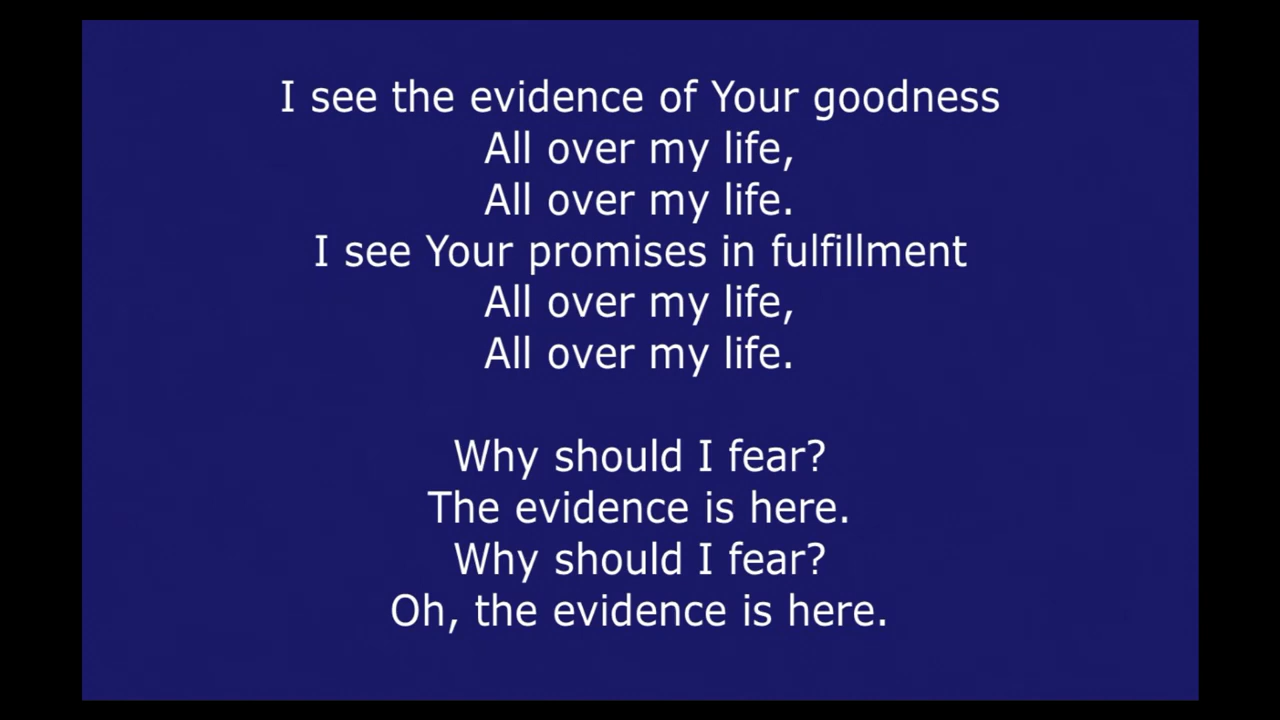 I see the evidence of Your goodness
All over my life,
All over my life.
I see Your promises in fulfillment
All over my life,
All over my life.
Why should I fear?
The evidence is here.
Why should I fear?
Oh, the evidence is here.